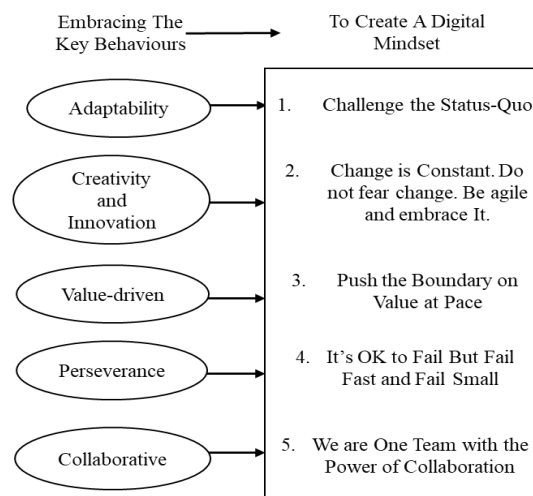 Embracing The
Key Behaviours
To Create A Digital
Mindset
Adaptability
1. Challenge the Status-Quo
Creativity
and
Innovation
2. Change is Constant. Do
not fear change. Be agile
and embrace It.
Value-driven
3. Push the Boundary on
Value at Pace
Perseverance
4. It's OK to Fail But Fail
Fast and Fail Small
Collaborative
5. We are One Team with the
Power of Collaboration